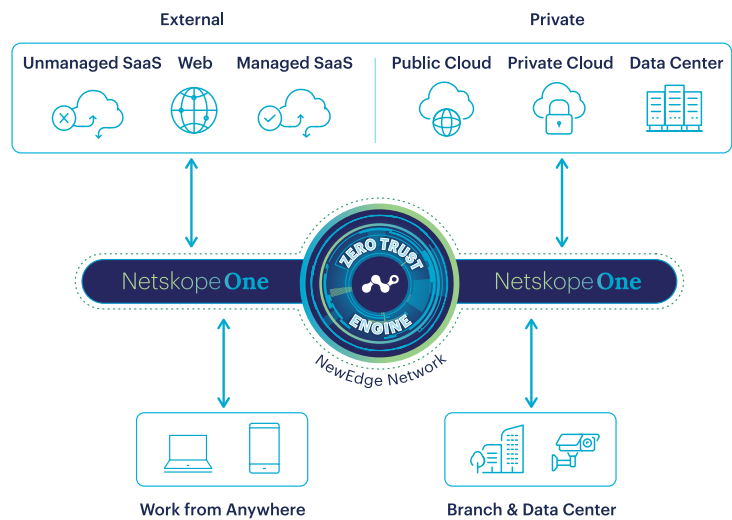 External
Private
Unmanaged SaaS
Web
Managed SaaS
Public Cloud
Private Cloud
Data Center
Netskope One
ZERO TRUST
ENGINE
Netskope One
NewEdge Network
Work from Anywhere
Branch & Data Center